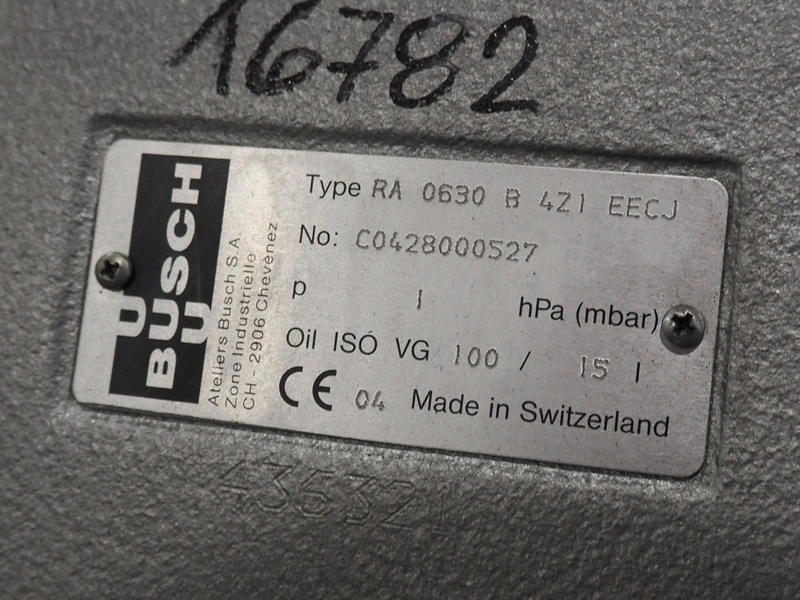 16782
BUSCH
Ateliers Busch S.A.
Zone Industrielle
CH - 2906 Chevenez
Type RA 0630 B 4Z1 EECJ
No: C0428000527
p 1 hPa (mbar)
Oil ISO VG 100 / 15 l
CE 04 Made in Switzerland